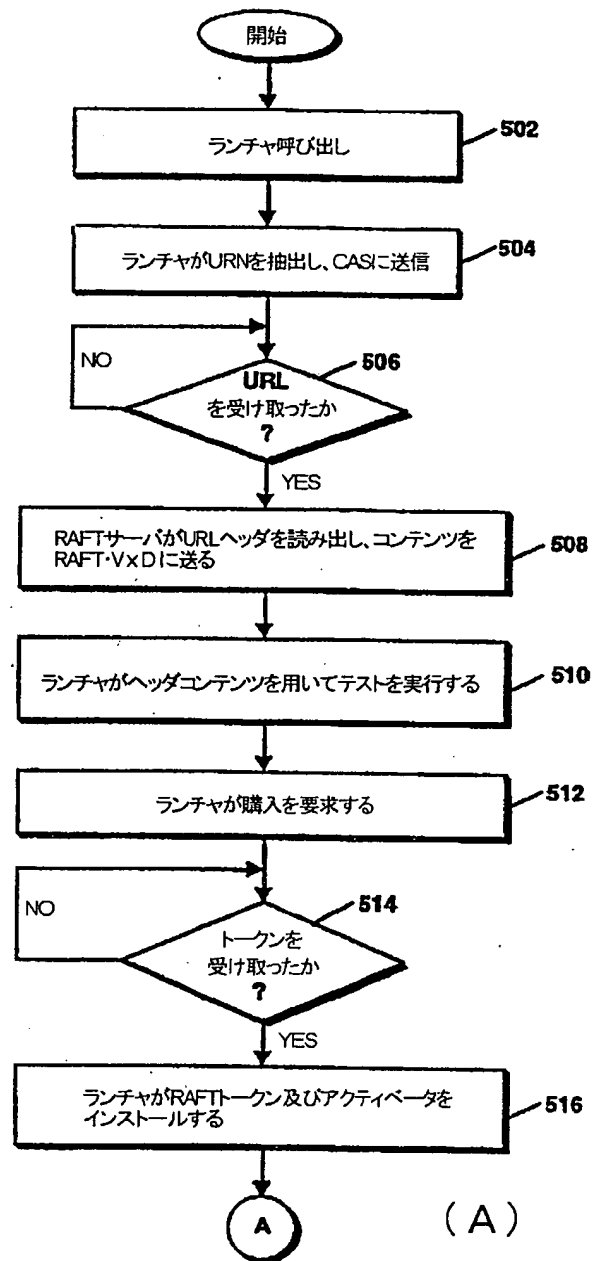 開始
ランチャ呼び出し
502
ランチャがURNを抽出し、CASに送信
504
NO
506
URL
を受け取ったか
?
YES
RAFTサーバがURLヘッダを読み出し、コンテンツを
RAFT・VxDに送る
508
ランチャがヘッダコンテンツを用いてテストを実行する
510
ランチャが購入を要求する
512
NO
514
トークンを
受け取ったか
?
YES
ランチャがRAFTトークン及びアクティベータを
インストールする
516
A
(A)